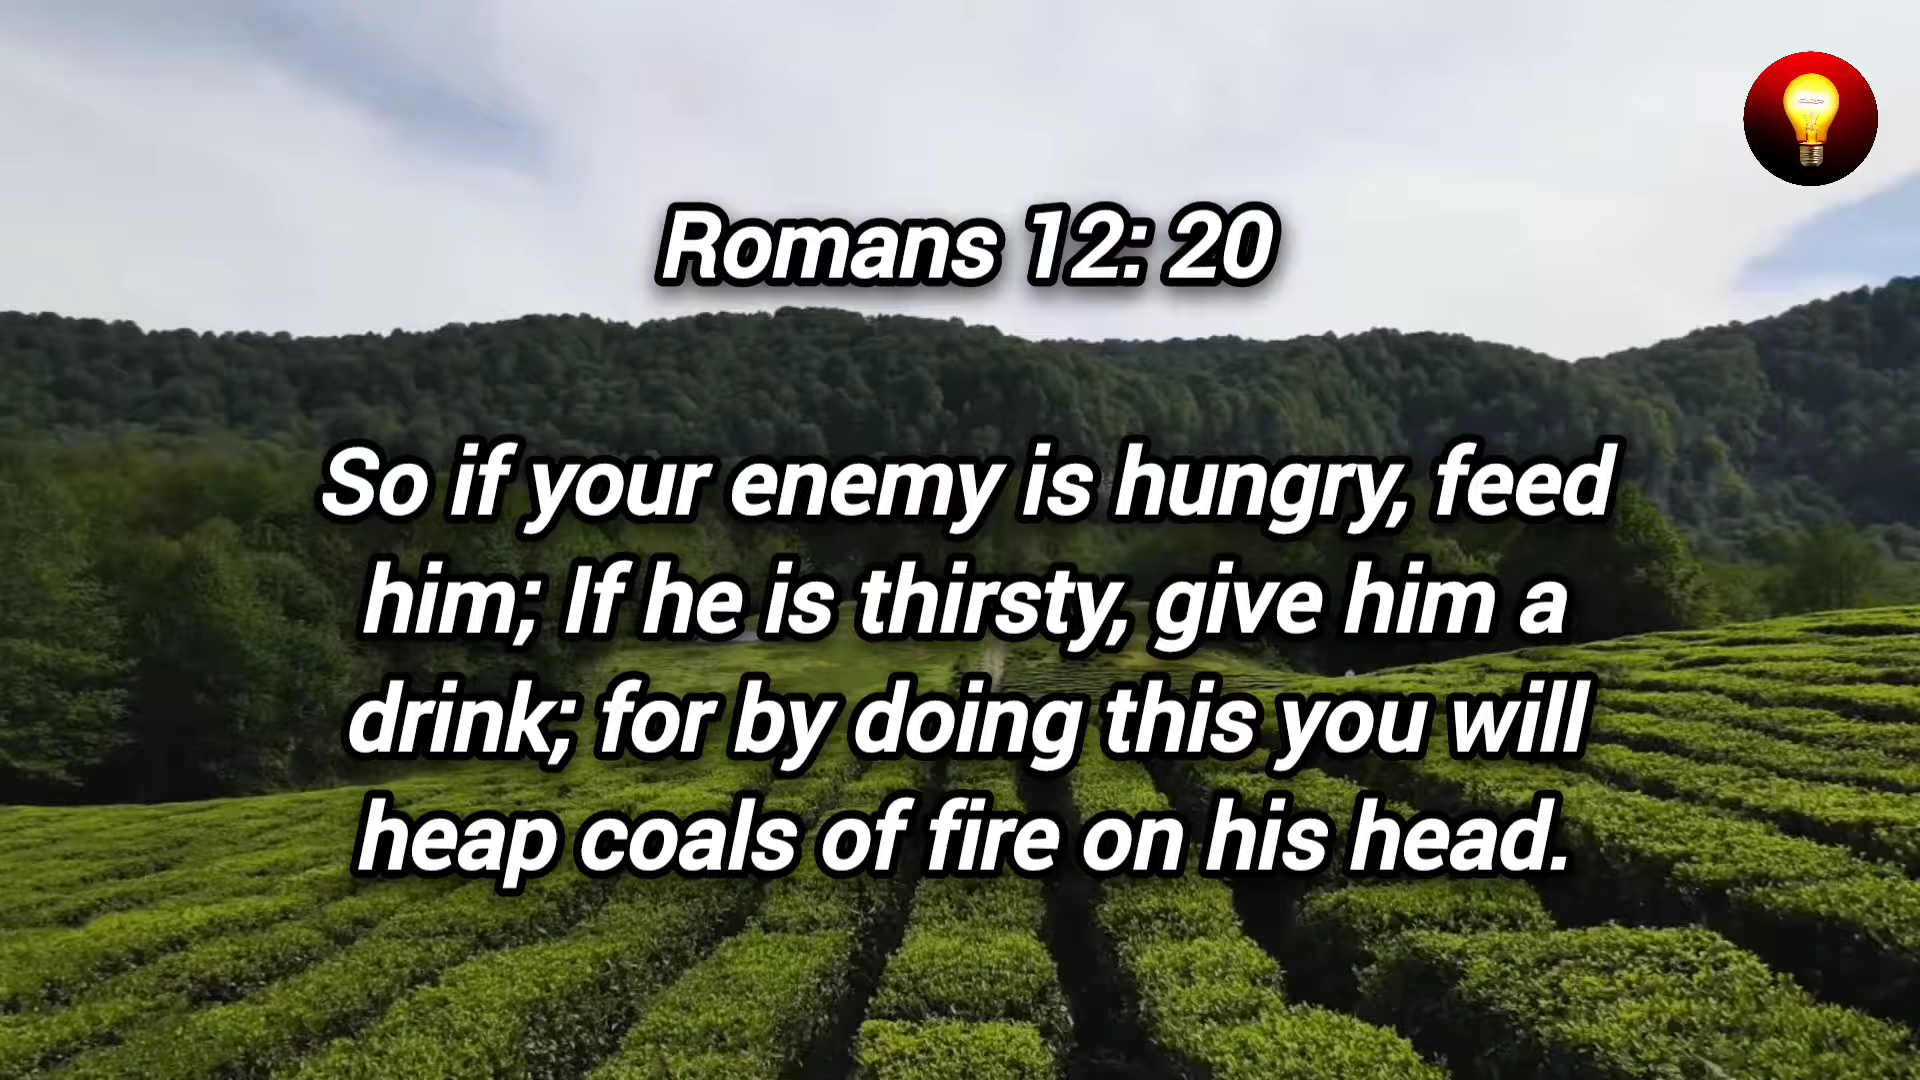 Romans 12: 20
So if your enemy is hungry, feed
him; If he is thirsty, give him a
drink; for by doing this you will
heap coals of fire on his head.